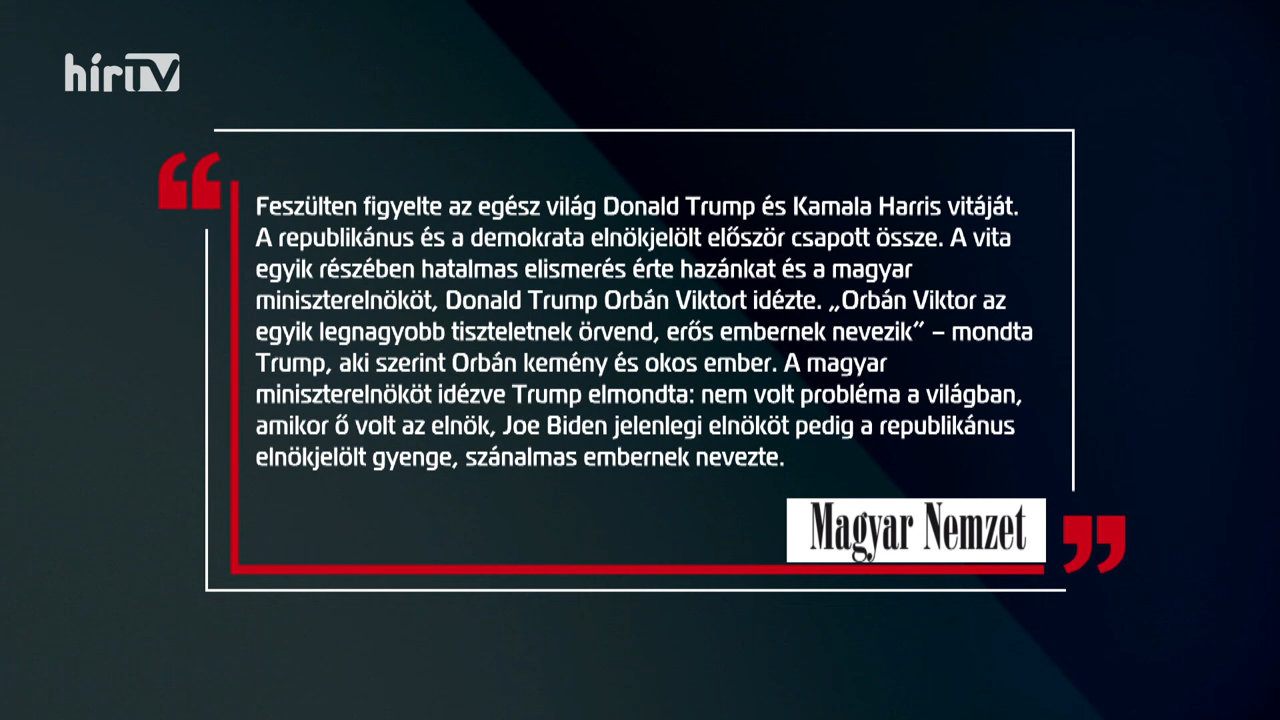 hírTV
Feszülten figyelte az egész világ Donald Trump és Kamala Harris vitáját.
A republikánus és a demokrata elnökjelölt először csapott össze. A vita
egyik részében hatalmas elismerés érte hazánkat és a magyar
miniszterelnököt, Donald Trump Orbán Viktort idézte. „Orbán Viktor az
egyik legnagyobb tiszteletnek örvend, erős embernek nevezik” – mondta
Trump, aki szerint Orbán kemény és okos ember. A magyar
miniszterelnököt idézve Trump elmondta: nem volt probléma a világban,
amikor ő volt az elnök, Joe Biden jelenlegi elnököt pedig a republikánus
elnökjelölt gyenge, szánalmas embernek nevezte.
Magyar Nemzet